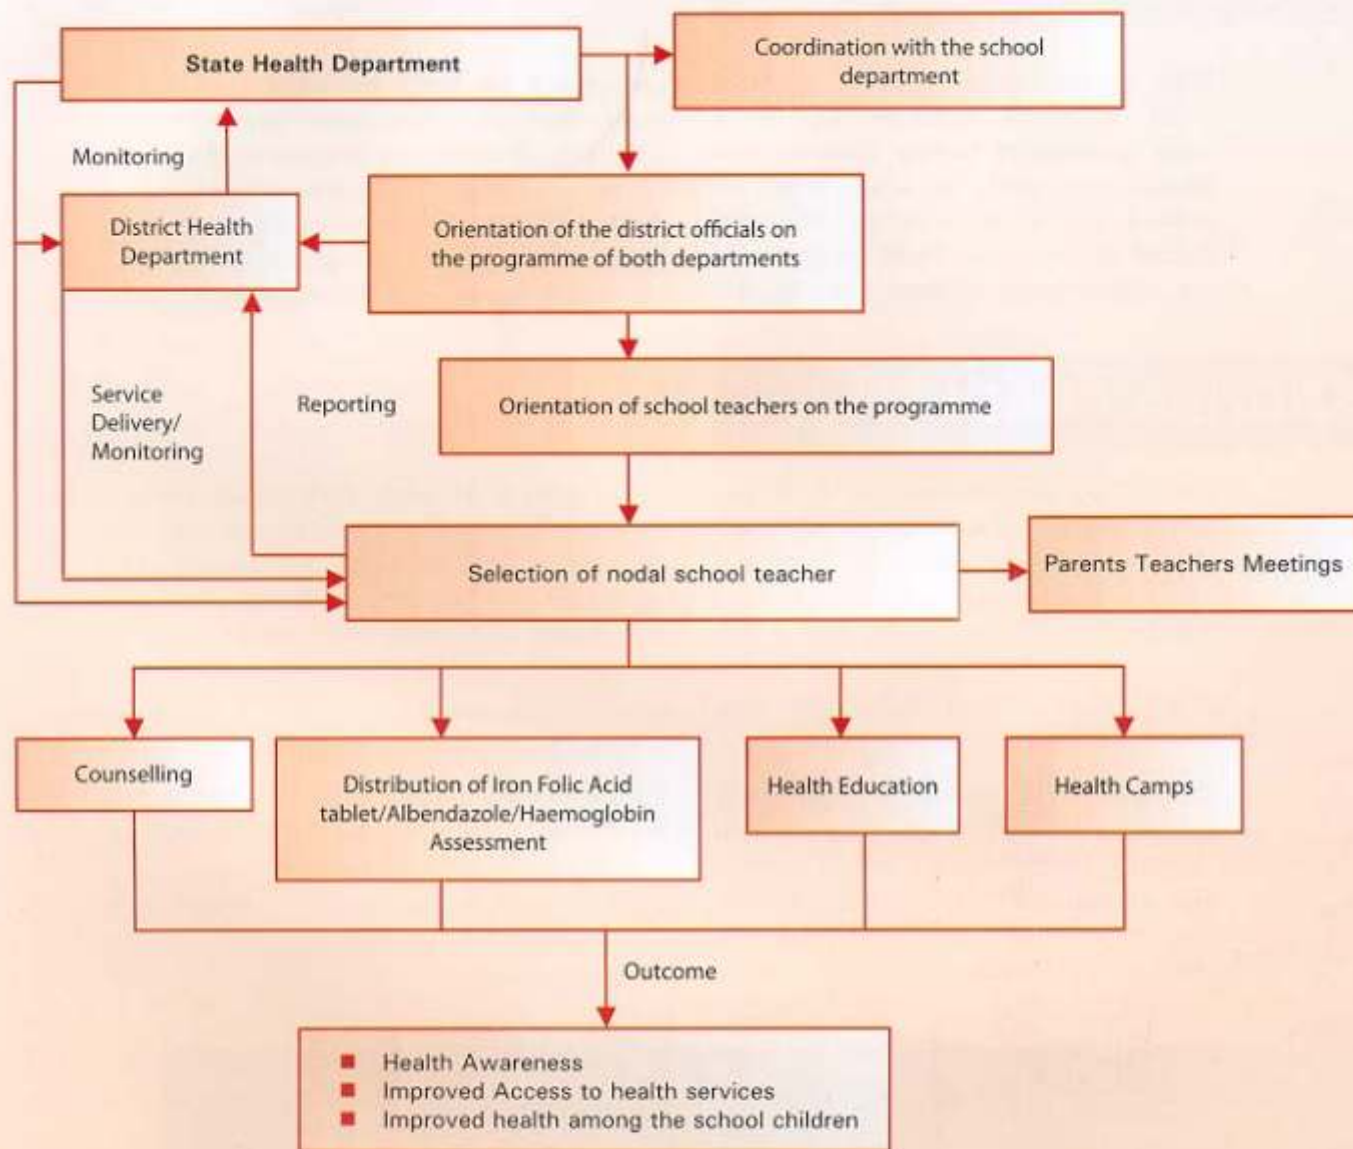 State Health Department
Coordination with the school
department
Monitoring
District Health
Department
Orientation of the district officials on
the programme of both departments
Service
Delivery/
Monitoring
Reporting
Orientation of school teachers on the programme
Selection of nodal school teacher
Parents Teachers Meetings
Counselling
Distribution of Iron Folic Acid
tablet/Albendazole/Haemoglobin
Assessment
Health Education
Health Camps
Outcome
■ Health Awareness
■ Improved Access to health services
■ Improved health among the school children